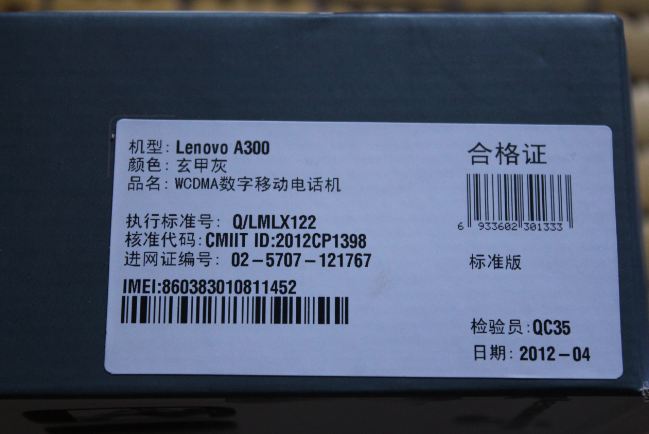 机型: Lenovo A300
颜色: 玄甲灰
品名: WCDMA数字移动电话机
执行标准号: Q/LMLX122
核准代码:CMIIT ID:2012CP1398
进网证编号: 02-5707-121767
IMEI:860383010811452
合格证
6 933602 301333
标准版
检验员: QC35
日期: 2012-04